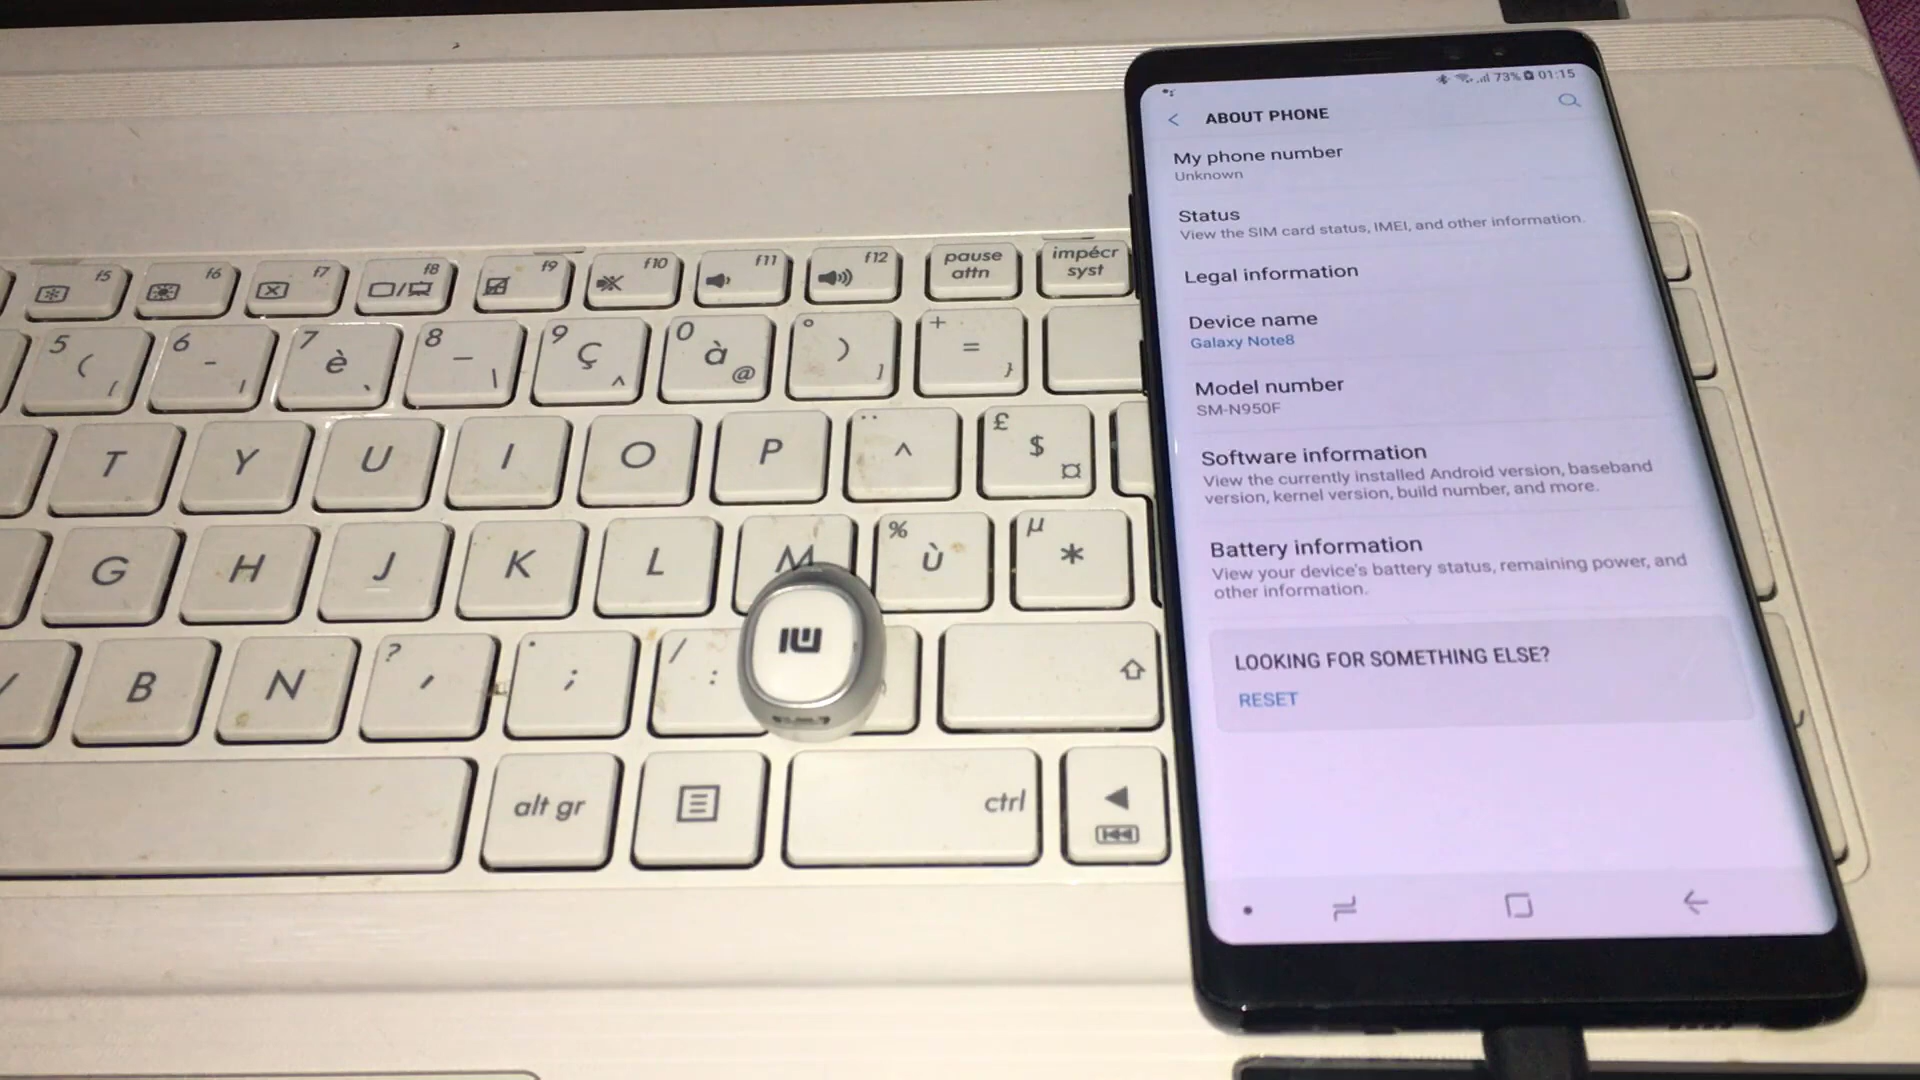 f5 f6 f7 f8 f9 f10 f11 f12 pause attn impécr syst
5 ( [ 6 - | 7 è ` 8 _ \ 9 ç ^ 0 à @ ° ) ] + = }
T Y U I O P ¨ ^ £ $ ¤
G H J K L M % ù µ *
B N ? , . ; / :
alt gr ctrl
73% 01:15
ABOUT PHONE
My phone number
Unknown
Status
View the SIM card status, IMEI, and other information.
Legal information
Device name
Galaxy Note8
Model number
SM-N950F
Software information
View the currently installed Android version, baseband
version, kernel version, build number, and more.
Battery information
View your device's battery status, remaining power, and
other information.
LOOKING FOR SOMETHING ELSE?
RESET